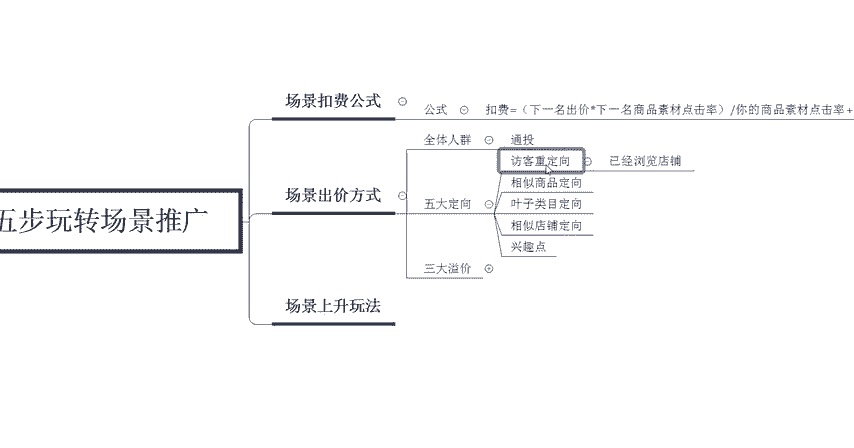 场景扣费公式
公式
扣费=（下一名出价*下一名商品素材点击率）/你的商品素材点击率+
全体人群
通投
访客重定向
已经浏览店铺
相似商品定向
场景出价方式
五大定向
叶子类目定向
五步玩转场景推广
相似店铺定向
兴趣点
三大溢价
场景上升玩法